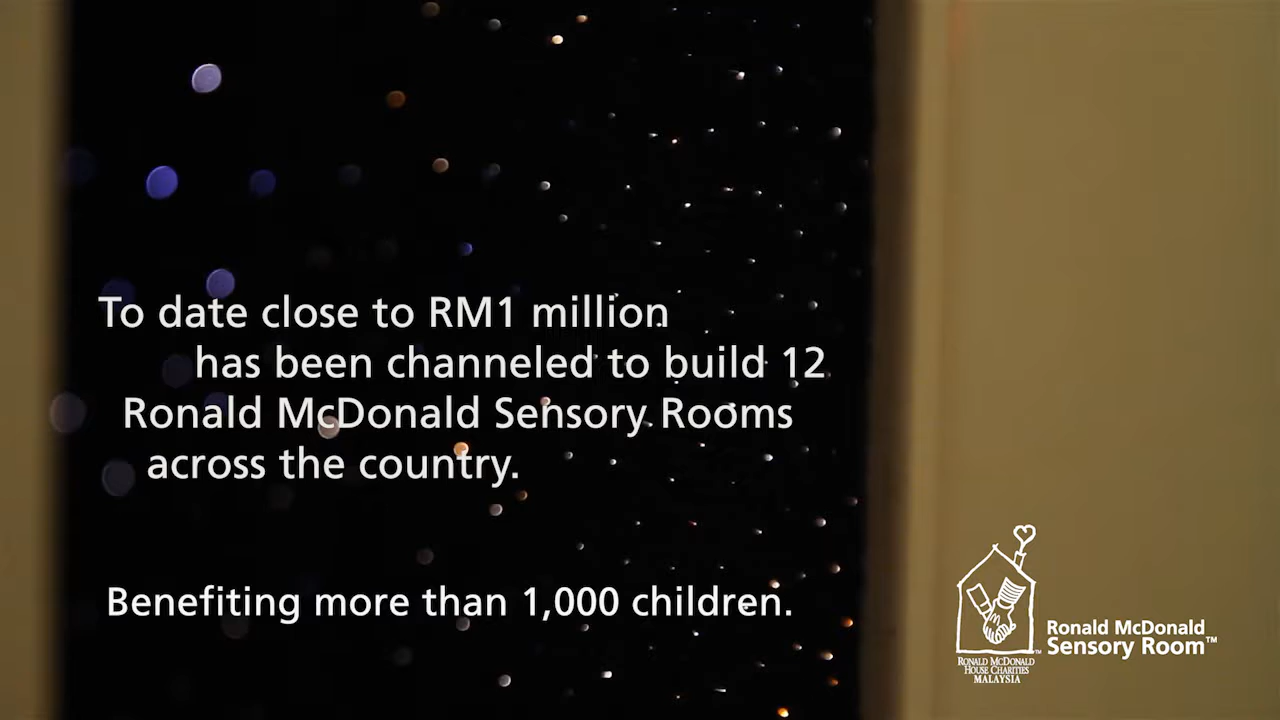 To date close to RM1 million
has been channeled to build 12
Ronald McDonald Sensory Rooms
across the country.
Benefiting more than 1,000 children.
Ronald McDonald
Sensory Room™
TM
RONALD MCDONALD
HOUSE CHARITIES
MALAYSIA